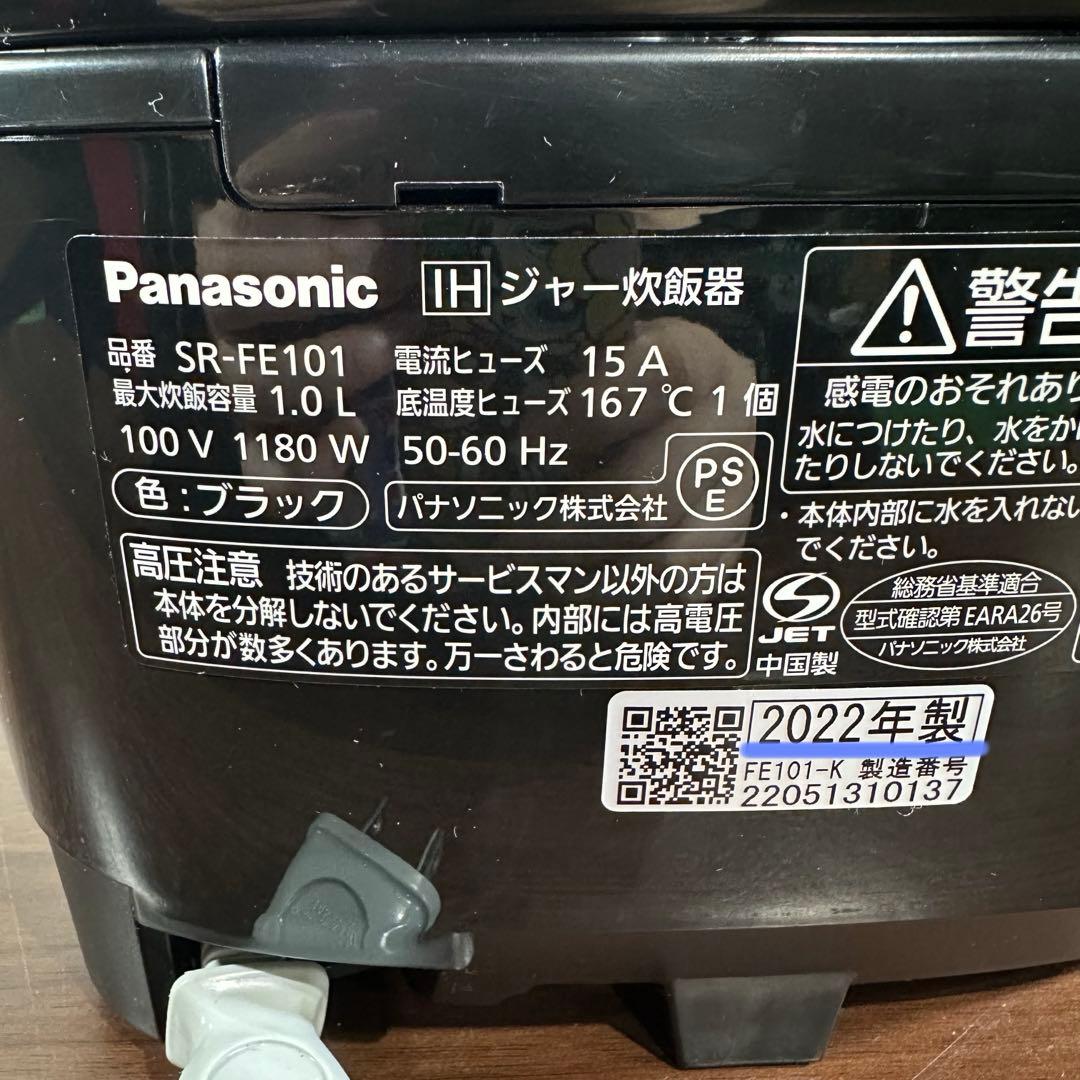 Panasonic IH ジャー炊飯器
品番 SR-FE101 電流ヒューズ 15 A
最大炊飯容量 1.0 L 底温度ヒューズ 167 ℃ 1 個
100 V 1180 W 50-60 Hz
色:ブラック パナソニック株式会社
PS
E
高圧注意 技術のあるサービスマン以外の方は
本体を分解しないでください。内部には高電圧
部分が数多くあります。万一さわると危険です。
警告
感電のおそれあり
水につけたり、水をか
たりしないでください。
・本体内部に水を入れない
でください。
JET
中国製
総務省基準適合
型式確認第 EARA26号
パナソニック株式会社
2022年製
FE101-K 製造番号
22051310137